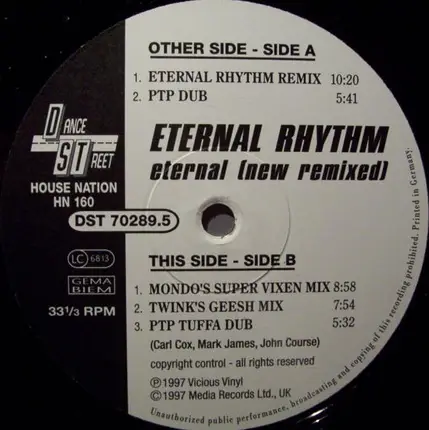 OTHER SIDE - SIDE A
1. ETERNAL RHYTHM REMIX 10:20
2. PTP DUB 5:41
DANCE
STREET
HOUSE NATION
HN 160
ETERNAL RHYTHM
eternal (new remixed)
DST 70289.5
LC 6813
GEMA
BIEM
33 1/3 RPM
THIS SIDE - SIDE B
1. MONDO'S SUPER VIXEN MIX 8:58
2. TWINK'S GEESH MIX 7:54
3. PTP TUFFA DUB 5:32
(Carl Cox, Mark James, John Course)
copyright control - all rights reserved
℗ 1997 Vicious Vinyl
© 1997 Media Records Ltd., UK
Unauthorized public performance, broadcasting and copying of this recording prohibited. Printed in Germany.